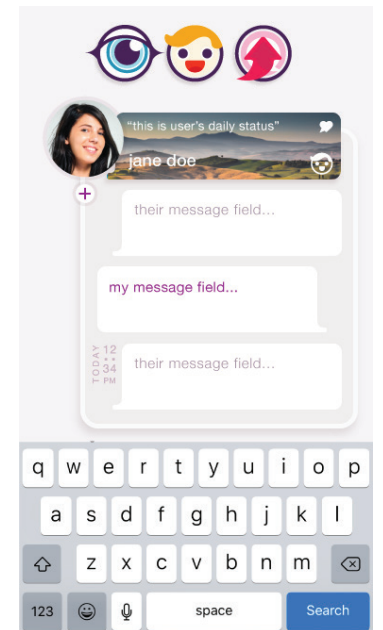 "this is user's daily status"
jane doe
their message field...
my message field...
TODAY
12
34
PM
their message field...
q w e r t y u i o p
a s d f g h j k l
z x c v b n m
123 space Search